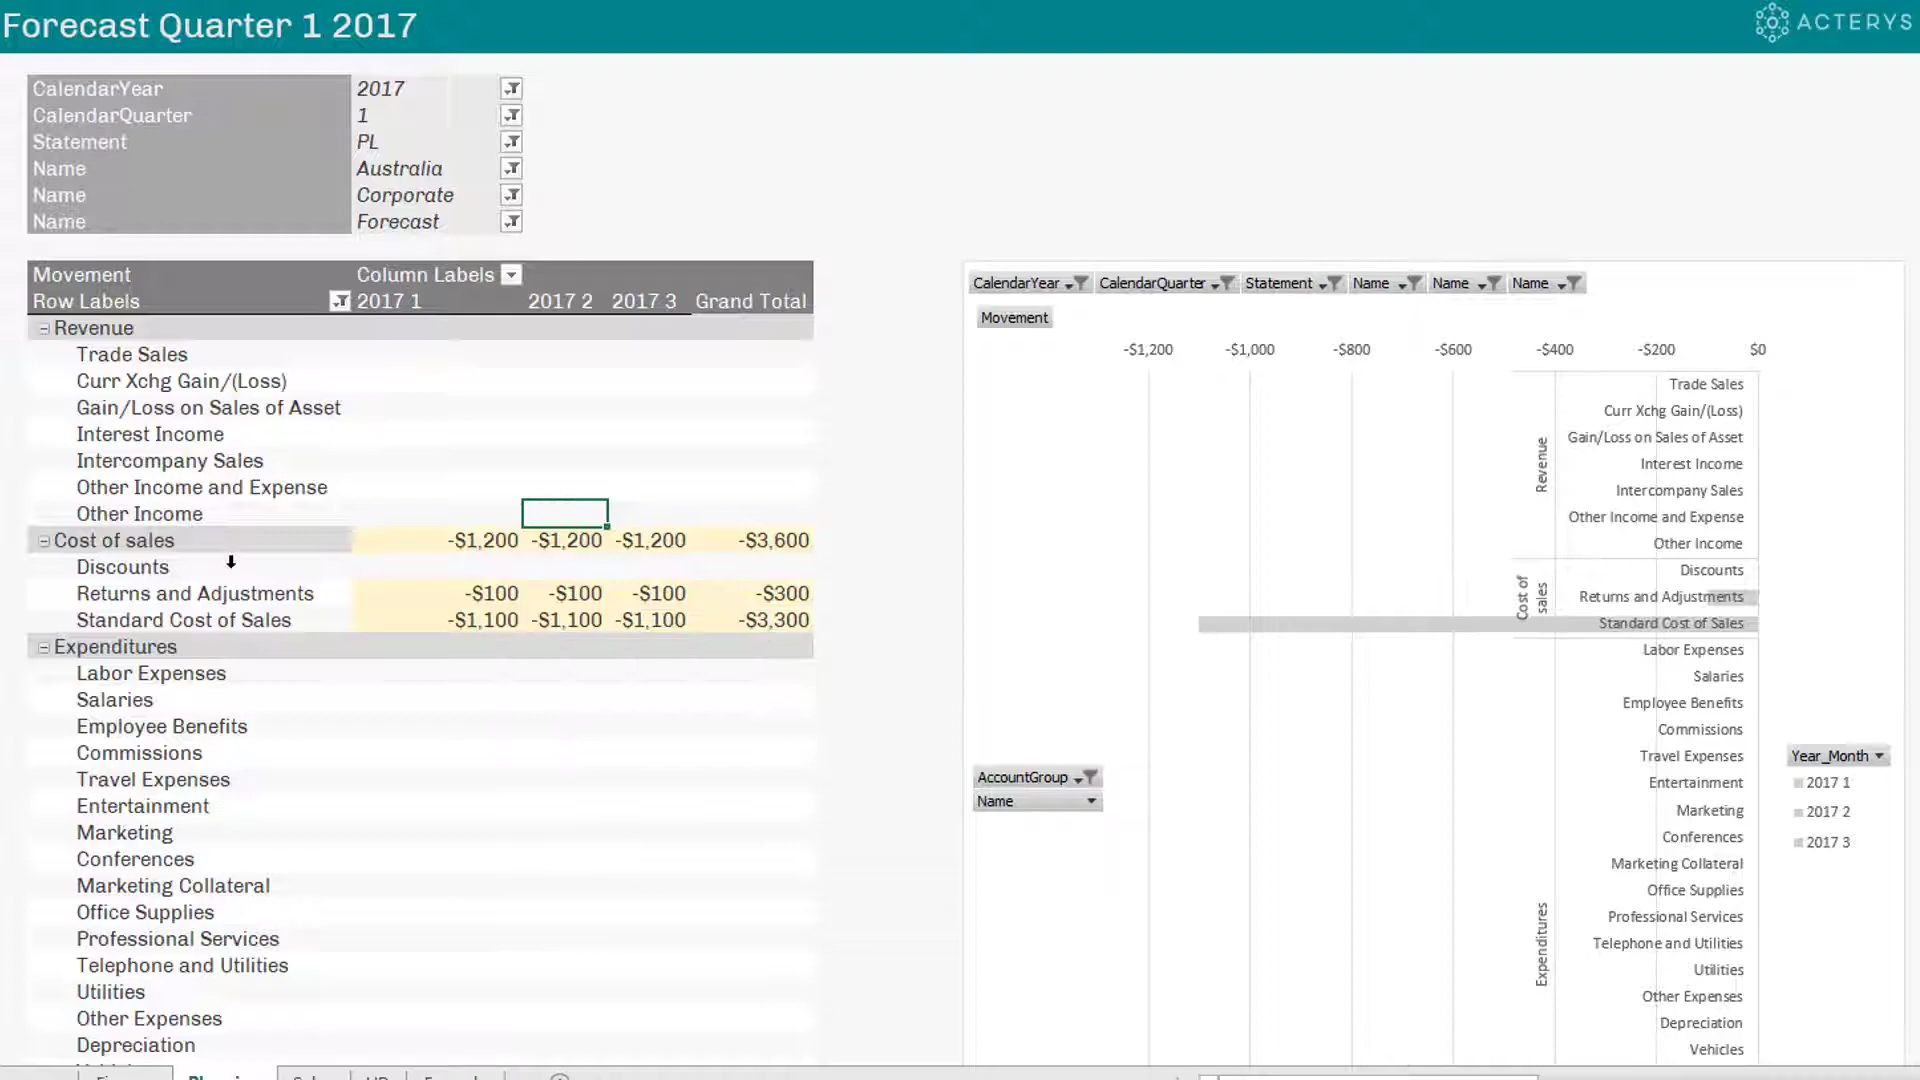 Forecast Quarter 1 2017
ACTERYS
CalendarYear 2017
CalendarQuarter 1
Statement PL
Name Australia
Name Corporate
Name Forecast
Movement Column Labels
Row Labels 2017 1 2017 2 2017 3 Grand Total
Revenue
Trade Sales
Curr Xchg Gain/(Loss)
Gain/Loss on Sales of Asset
Interest Income
Intercompany Sales
Other Income and Expense
Other Income
Cost of sales -$1,200 -$1,200 -$1,200 -$3,600
Discounts
Returns and Adjustments -$100 -$100 -$100 -$300
Standard Cost of Sales -$1,100 -$1,100 -$1,100 -$3,300
Expenditures
Labor Expenses
Salaries
Employee Benefits
Commissions
Travel Expenses
Entertainment
Marketing
Conferences
Marketing Collateral
Office Supplies
Professional Services
Telephone and Utilities
Utilities
Other Expenses
Depreciation
CalendarYear CalendarQuarter Statement Name Name Name
Movement
-$1,200 -$1,000 -$800 -$600 -$400 -$200 $0
Revenue
Trade Sales
Curr Xchg Gain/(Loss)
Gain/Loss on Sales of Asset
Interest Income
Intercompany Sales
Other Income and Expense
Other Income
Cost of
sales
Discounts
Returns and Adjustments
Standard Cost of Sales
Expenditures
Labor Expenses
Salaries
Employee Benefits
Commissions
Travel Expenses
Entertainment
Marketing
Conferences
Marketing Collateral
Office Supplies
Professional Services
Telephone and Utilities
Utilities
Other Expenses
Depreciation
Vehicles
AccountGroup
Name
Year_Month
2017 1
2017 2
2017 3